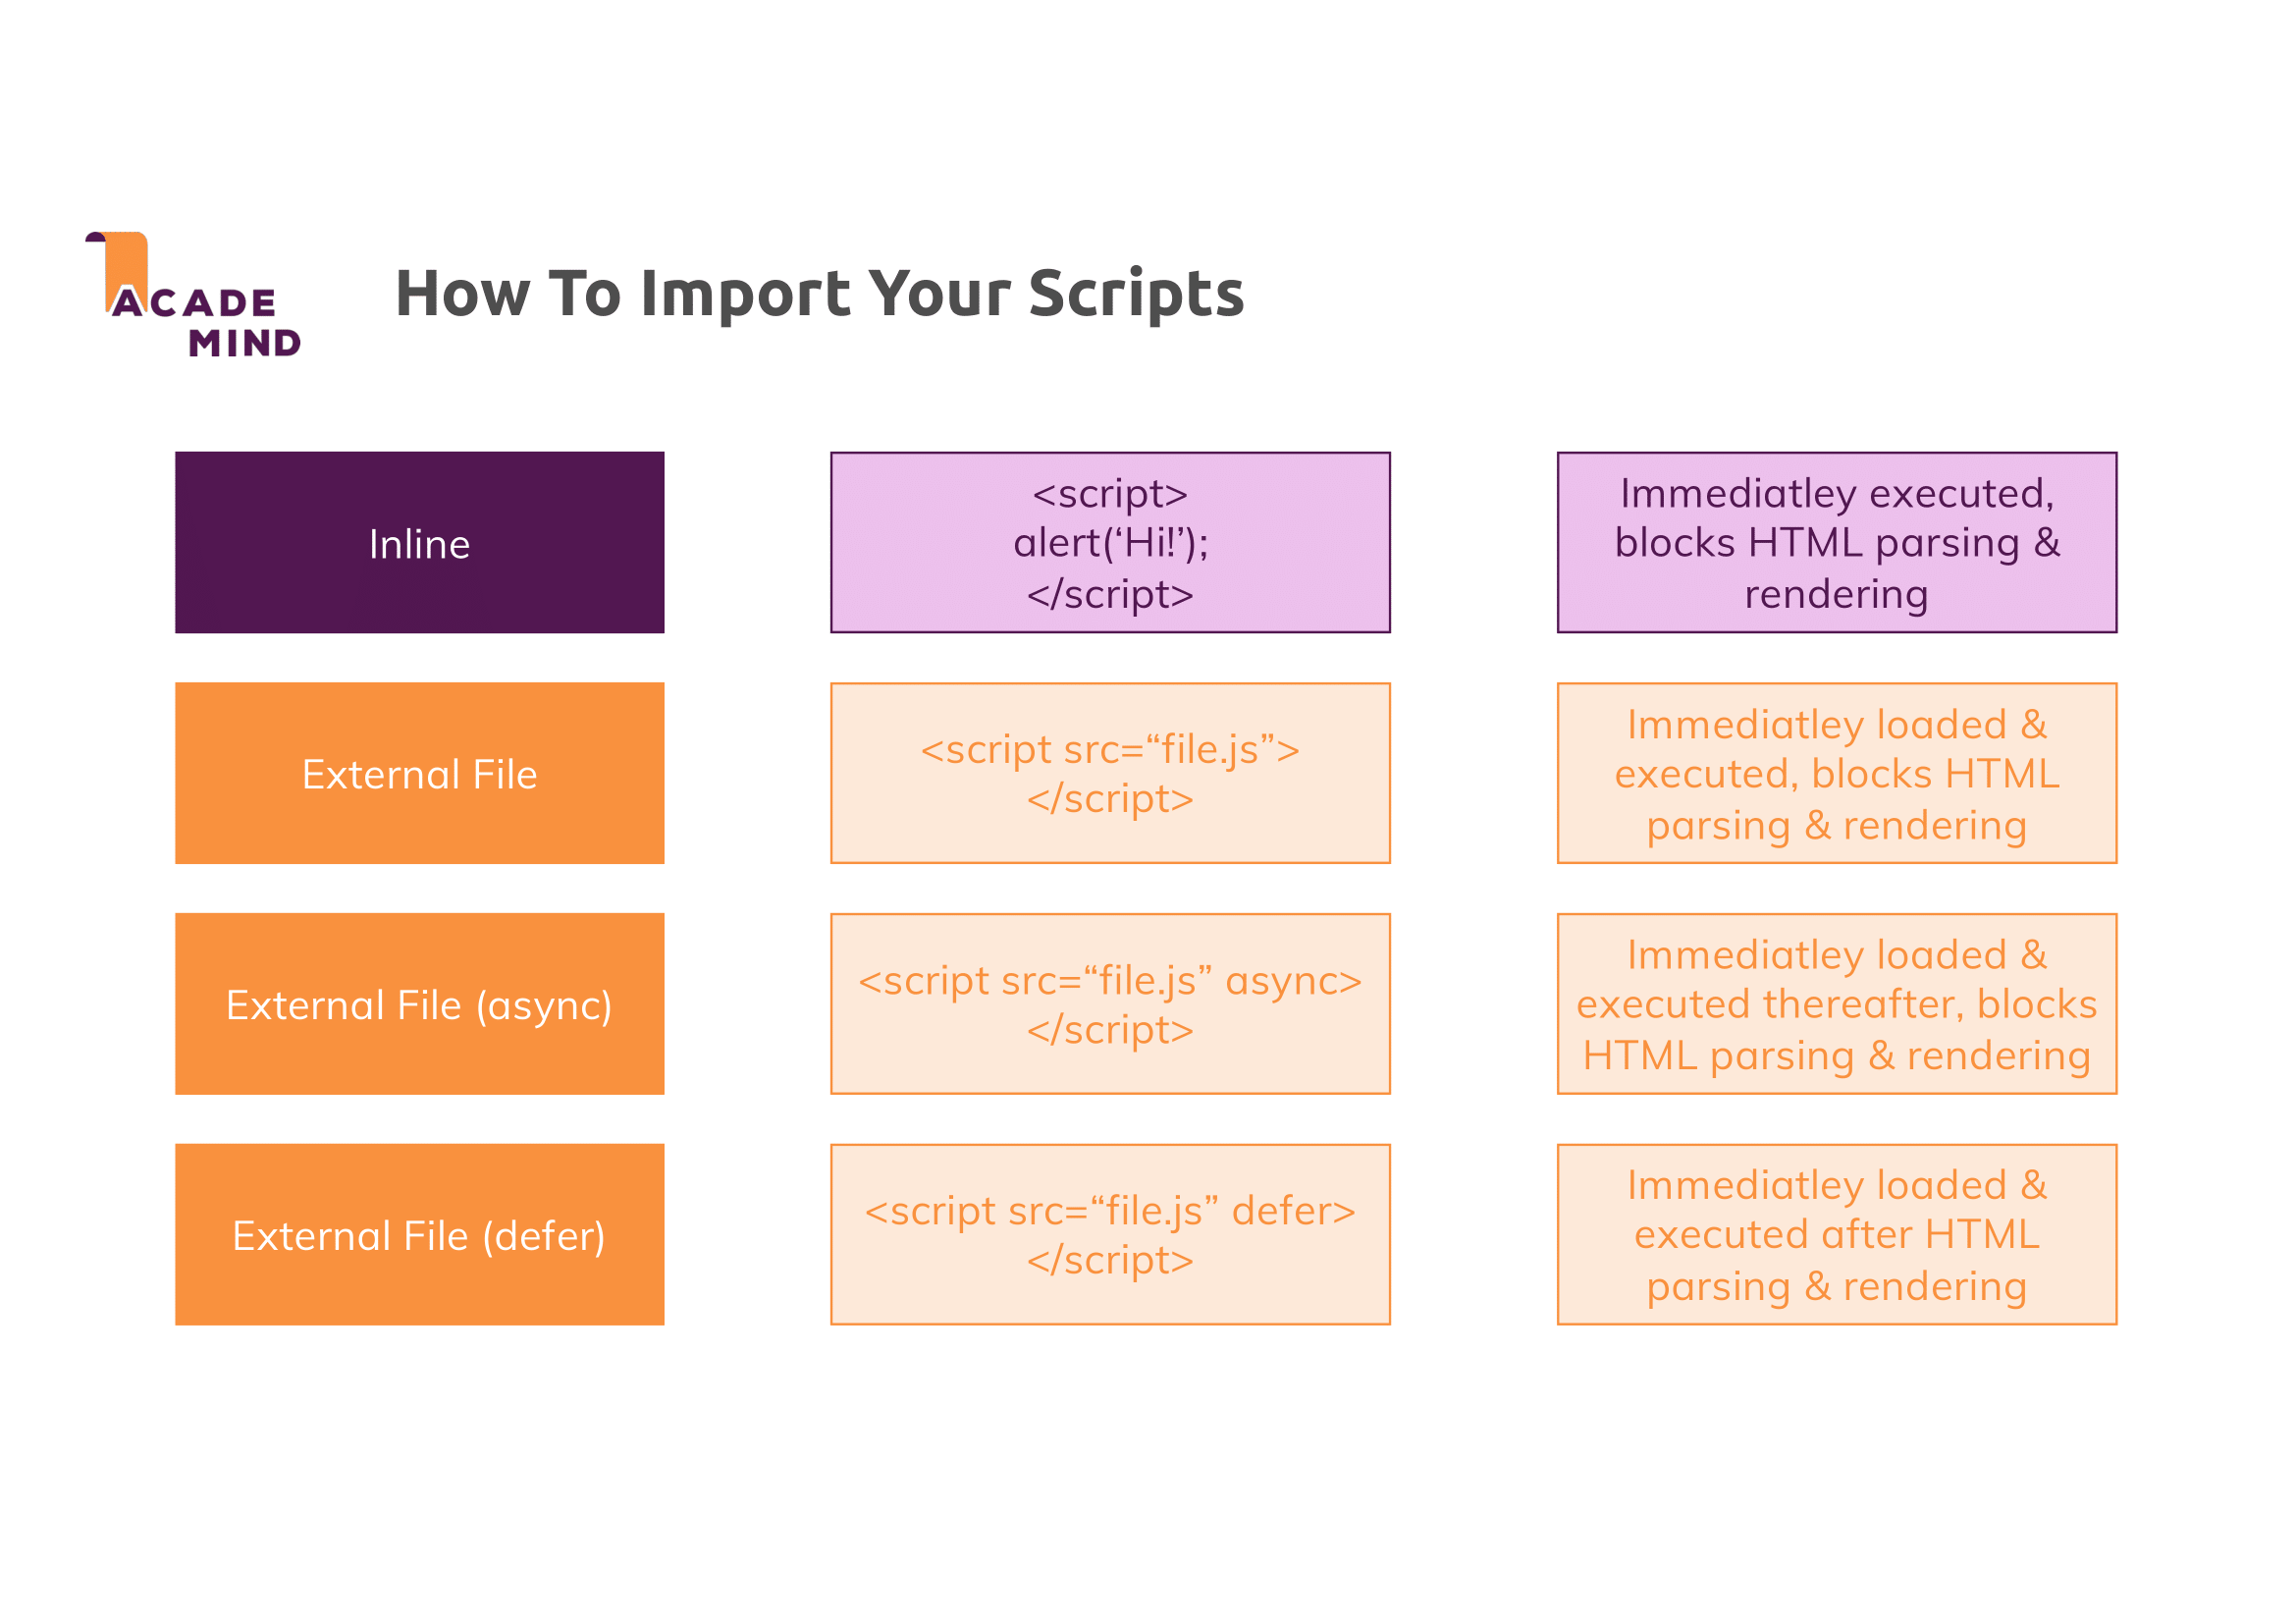 ACADE
MIND
How To Import Your Scripts
Inline
<script>
alert(‘Hi!’);
</script>
Immediatley executed,
blocks HTML parsing &
rendering
External File
<script src=“file.js”>
</script>
Immediatley loaded &
executed, blocks HTML
parsing & rendering
External File (async)
<script src=“file.js” async>
</script>
Immediatley loaded &
executed thereafter, blocks
HTML parsing & rendering
External File (defer)
<script src=“file.js” defer>
</script>
Immediatley loaded &
executed after HTML
parsing & rendering